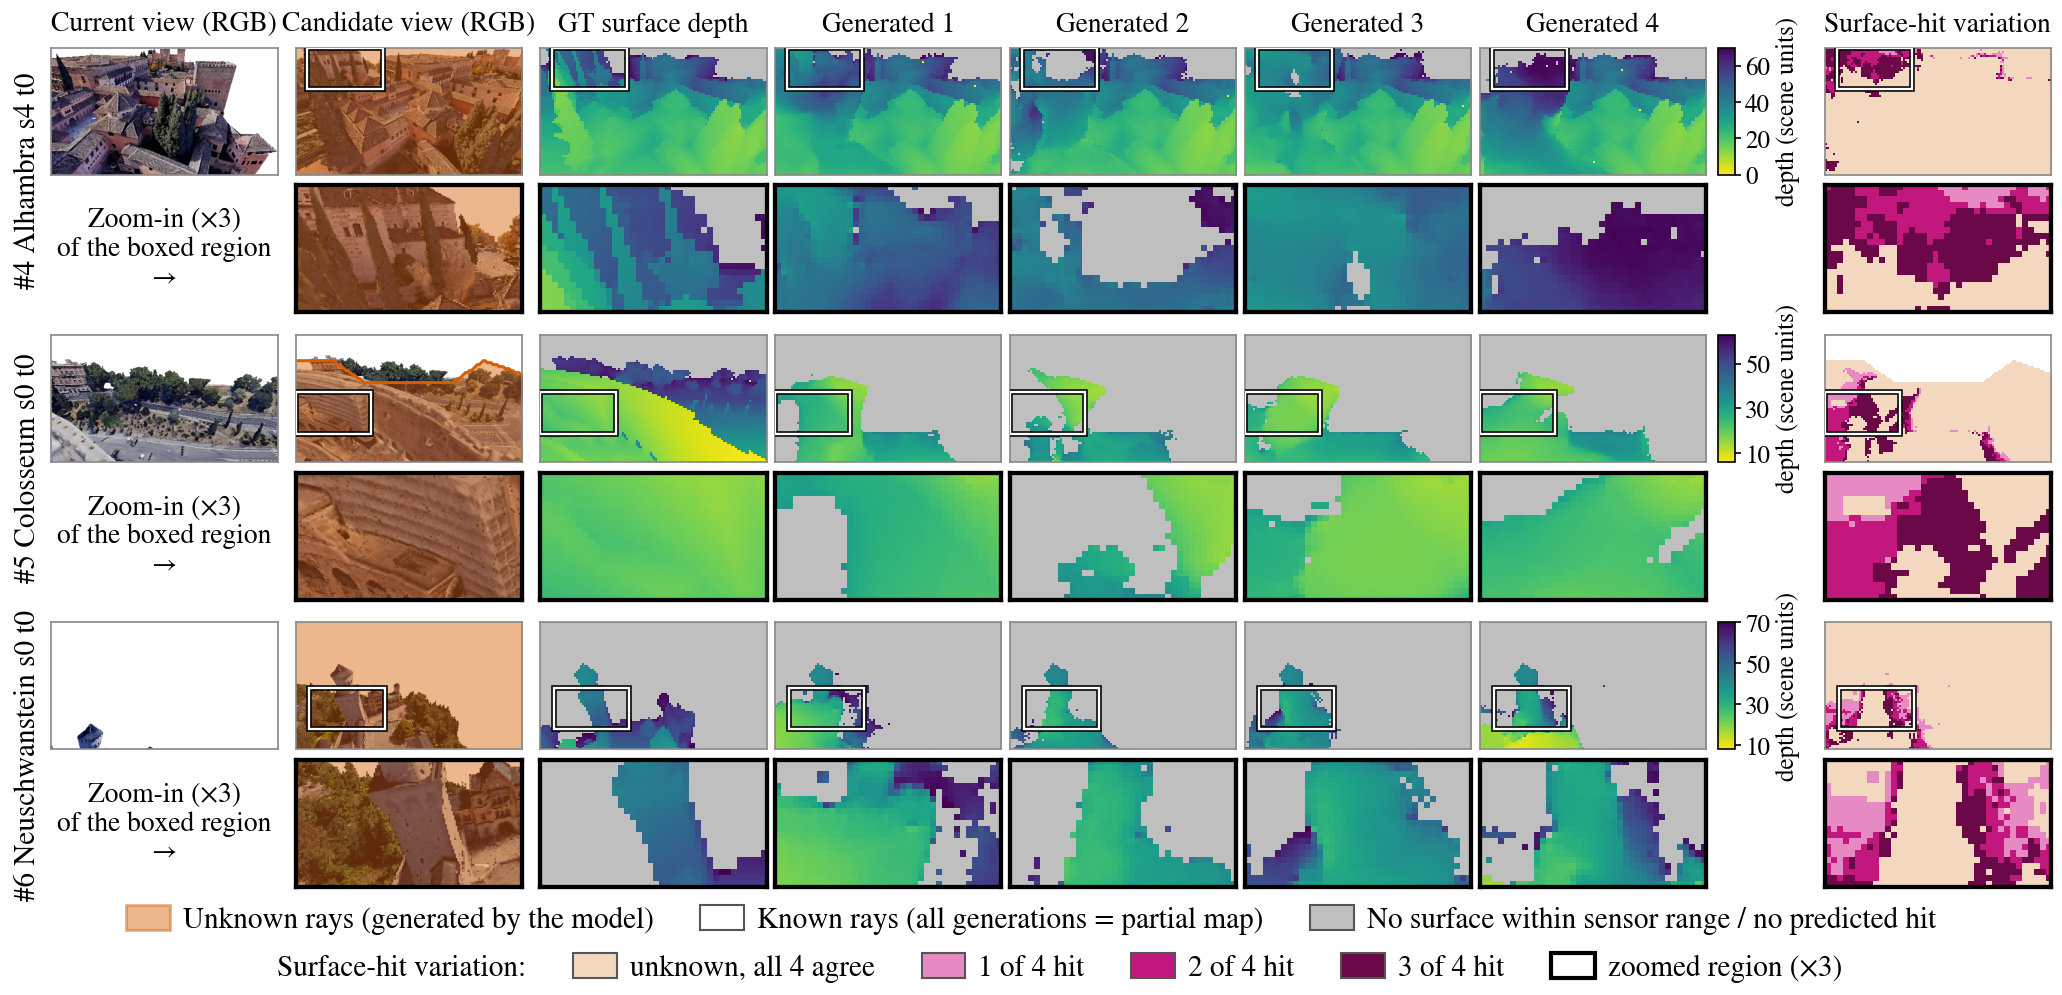 Current view (RGB) Candidate view (RGB) GT surface depth Generated 1 Generated 2 Generated 3 Generated 4 Surface-hit variation
#4 Alhambra s4 t0
Zoom-in (×3)
of the boxed region
→
60
40
20
0
depth (scene units)
#5 Colosseum s0 t0
Zoom-in (×3)
of the boxed region
→
50
30
10
depth (scene units)
#6 Neuschwanstein s0 t0
Zoom-in (×3)
of the boxed region
→
70
50
30
10
depth (scene units)
Unknown rays (generated by the model) Known rays (all generations = partial map) No surface within sensor range / no predicted hit
Surface-hit variation: unknown, all 4 agree 1 of 4 hit 2 of 4 hit 3 of 4 hit zoomed region (×3)